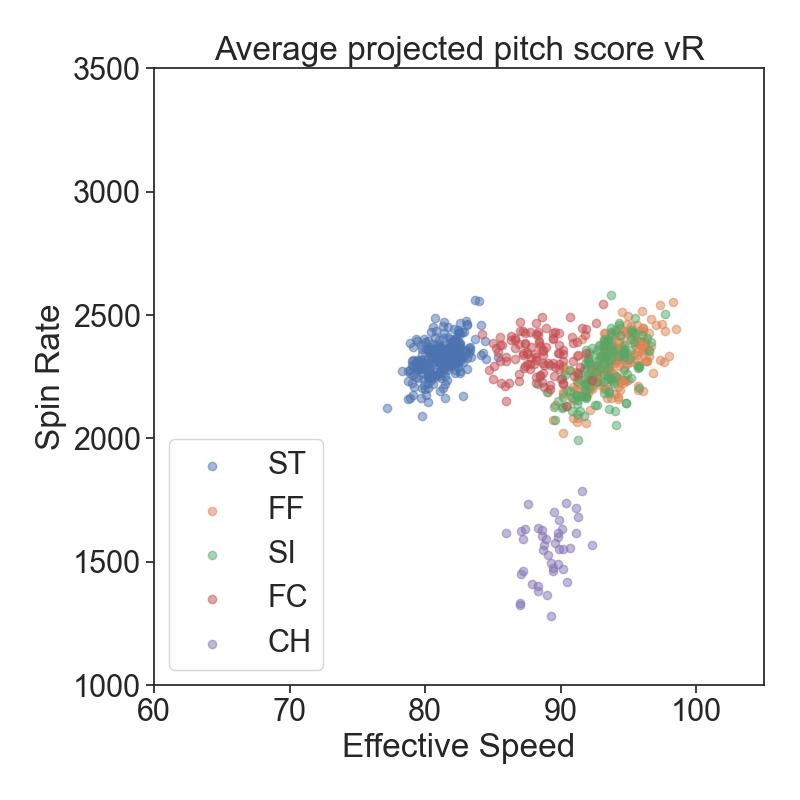 Average projected pitch score vR
3500
3000
2500
2000
1500
1000
Spin Rate
ST
FF
SI
FC
CH
60 70 80 90 100
Effective Speed